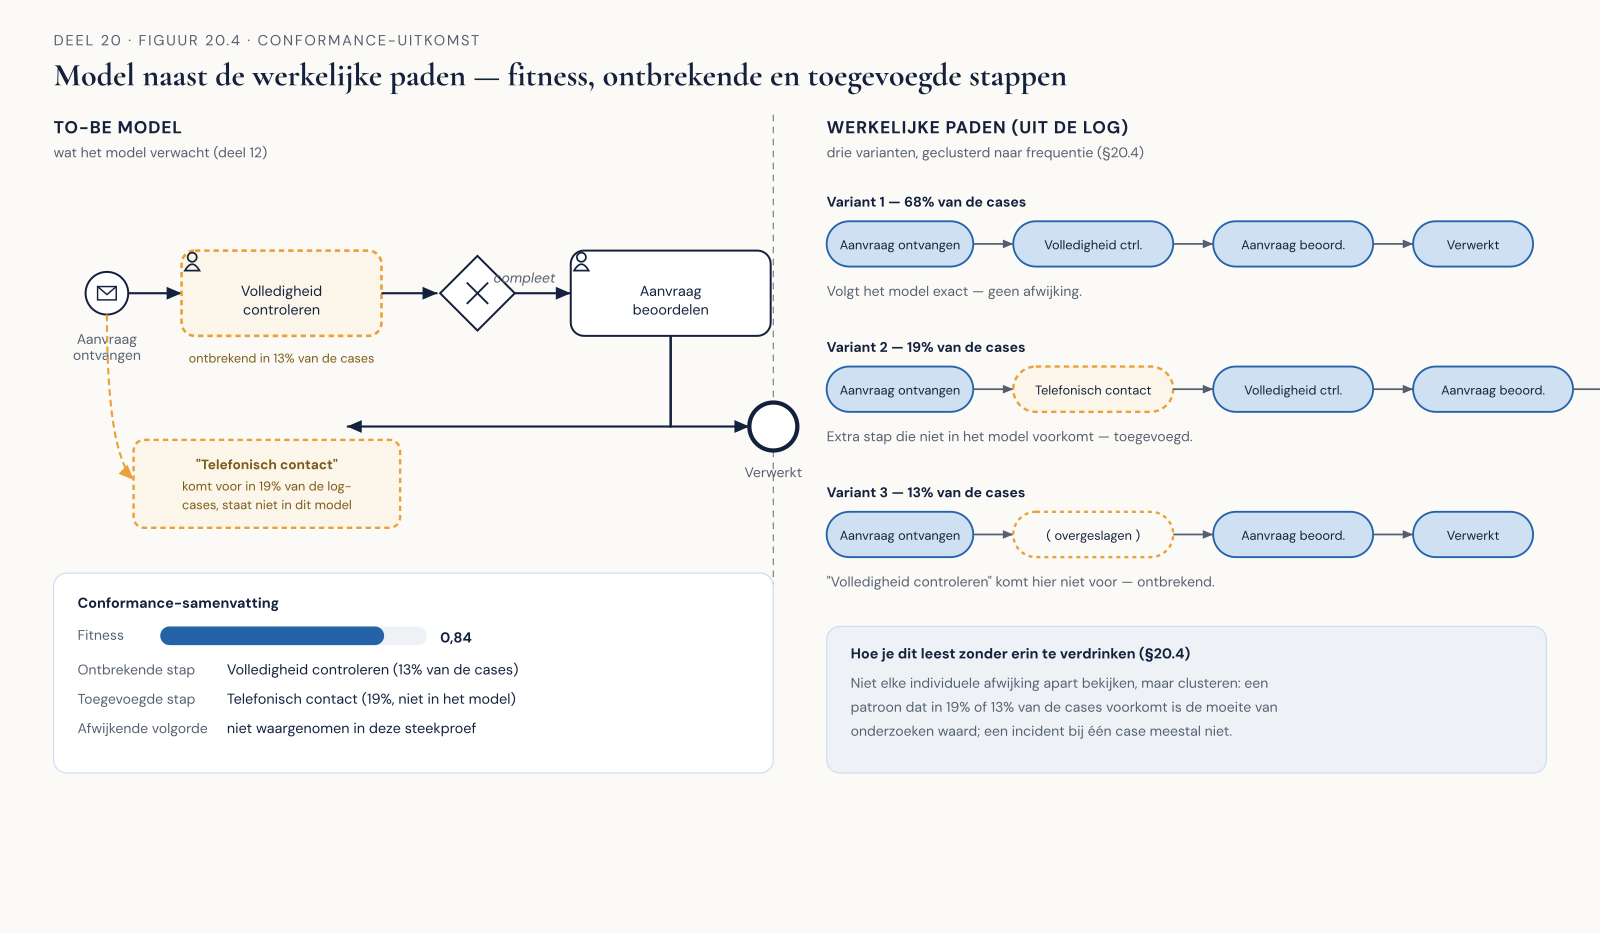 DEEL 20 · FIGUUR 20.4 · CONFORMANCE-UITKOMST
Model naast de werkelijke paden — fitness, ontbrekende en toegevoegde stappen
TO-BE MODEL
wat het model verwacht (deel 12)
Aanvraag
ontvangen
Volledigheid
controleren
ontbrekend in 13% van de cases
compleet
Aanvraag
beoordelen
Verwerkt
"Telefonisch contact"
komt voor in 19% van de log-
cases, staat niet in dit model
Conformance-samenvatting
Fitness 0,84
Ontbrekende stap Volledigheid controleren (13% van de cases)
Toegevoegde stap Telefonisch contact (19%, niet in het model)
Afwijkende volgorde niet waargenomen in deze steekproef
WERKELIJKE PADEN (UIT DE LOG)
drie varianten, geclusterd naar frequentie (§20.4)
Variant 1 — 68% van de cases
Aanvraag ontvangen Volledigheid ctrl. Aanvraag beoord. Verwerkt
Volgt het model exact — geen afwijking.
Variant 2 — 19% van de cases
Aanvraag ontvangen Telefonisch contact Volledigheid ctrl. Aanvraag beoord.
Extra stap die niet in het model voorkomt — toegevoegd.
Variant 3 — 13% van de cases
Aanvraag ontvangen ( overgeslagen ) Aanvraag beoord. Verwerkt
"Volledigheid controleren" komt hier niet voor — ontbrekend.
Hoe je dit leest zonder erin te verdrinken (§20.4)
Niet elke individuele afwijking apart bekijken, maar clusteren: een
patroon dat in 19% of 13% van de cases voorkomt is de moeite van
onderzoeken waard; een incident bij één case meestal niet.